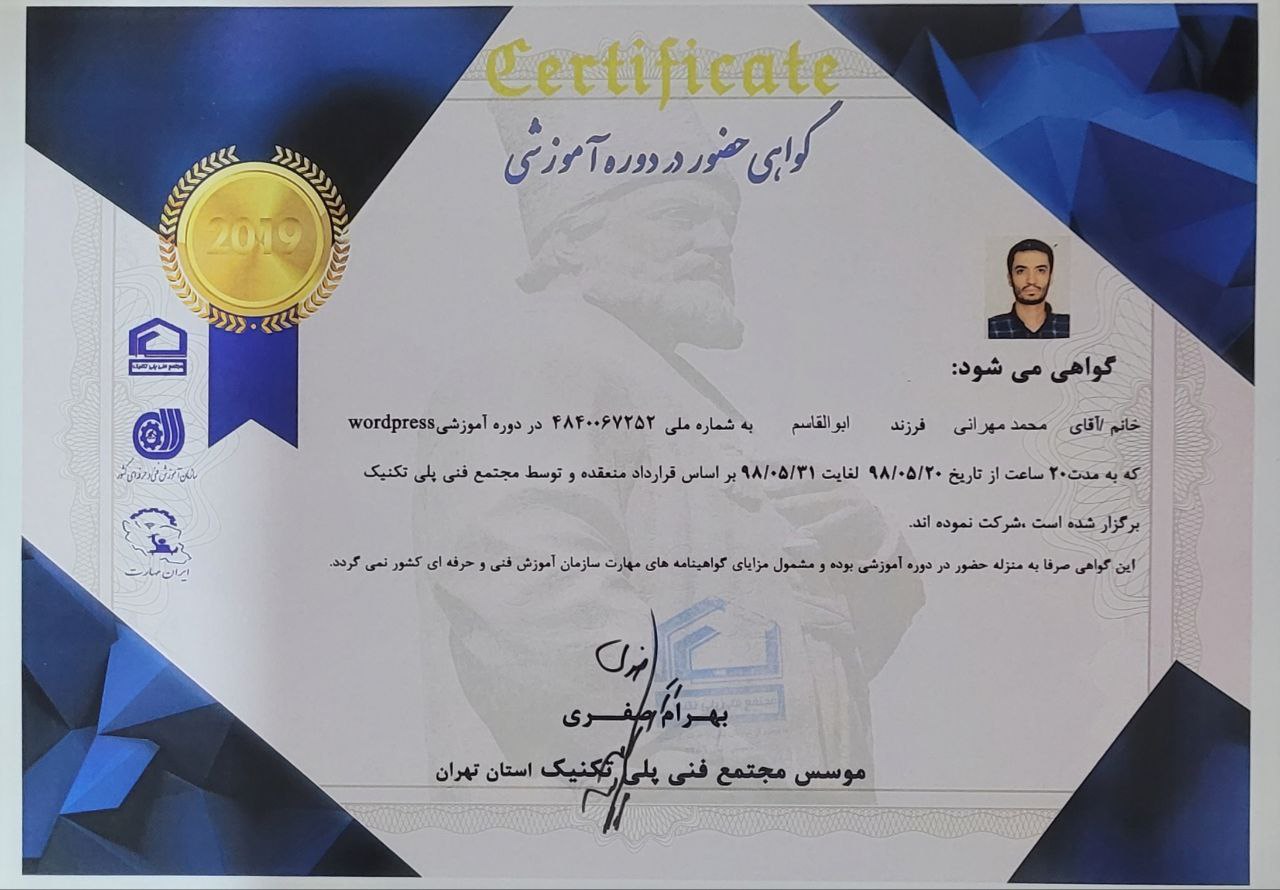 Certificate
گواهی حضور در دوره آموزشی
2019
مجتمع فنی پلی تکنیک
سازمان آموزش فنی و حرفه‌ای کشور
ایران مهارت
گواهی می شود:
خانم /آقای محمد مهرانی فرزند ابوالقاسم به شماره ملی ۴۸۴۰۰۶۷۲۵۲ در دوره آموزشیwordpress
که به مدت۲۰ ساعت از تاریخ ۹۸/۰۵/۲۰ لغایت ۹۸/۰۵/۳۱ بر اساس قرارداد منعقده و توسط مجتمع فنی پلی تکنیک
برگزار شده است ،شرکت نموده اند.
این گواهی صرفا به منزله حضور در دوره آموزشی بوده و مشمول مزایای گواهینامه های مهارت سازمان آموزش فنی و حرفه ای کشور نمی گردد.
بهرام صفری
موسس مجتمع فنی پلی تکنیک استان تهران